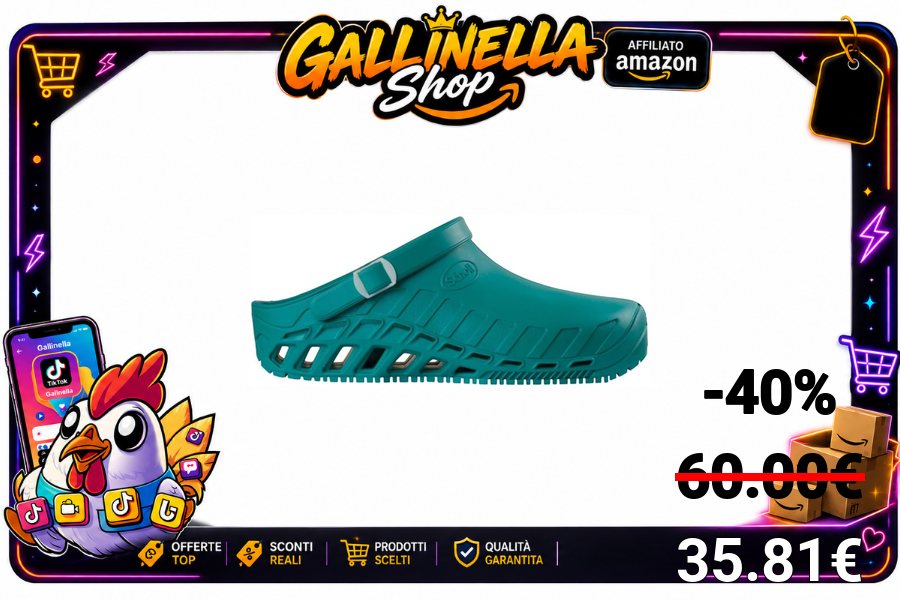 GALLINELLA
Shop
AFFILIATO
amazon
Gallinella
TikTok
Gallinella
-40%
60.00€
35.81€
OFFERTE
TOP
SCONTI
REALI
PRODOTTI
SCELTI
QUALITÀ
GARANTITA